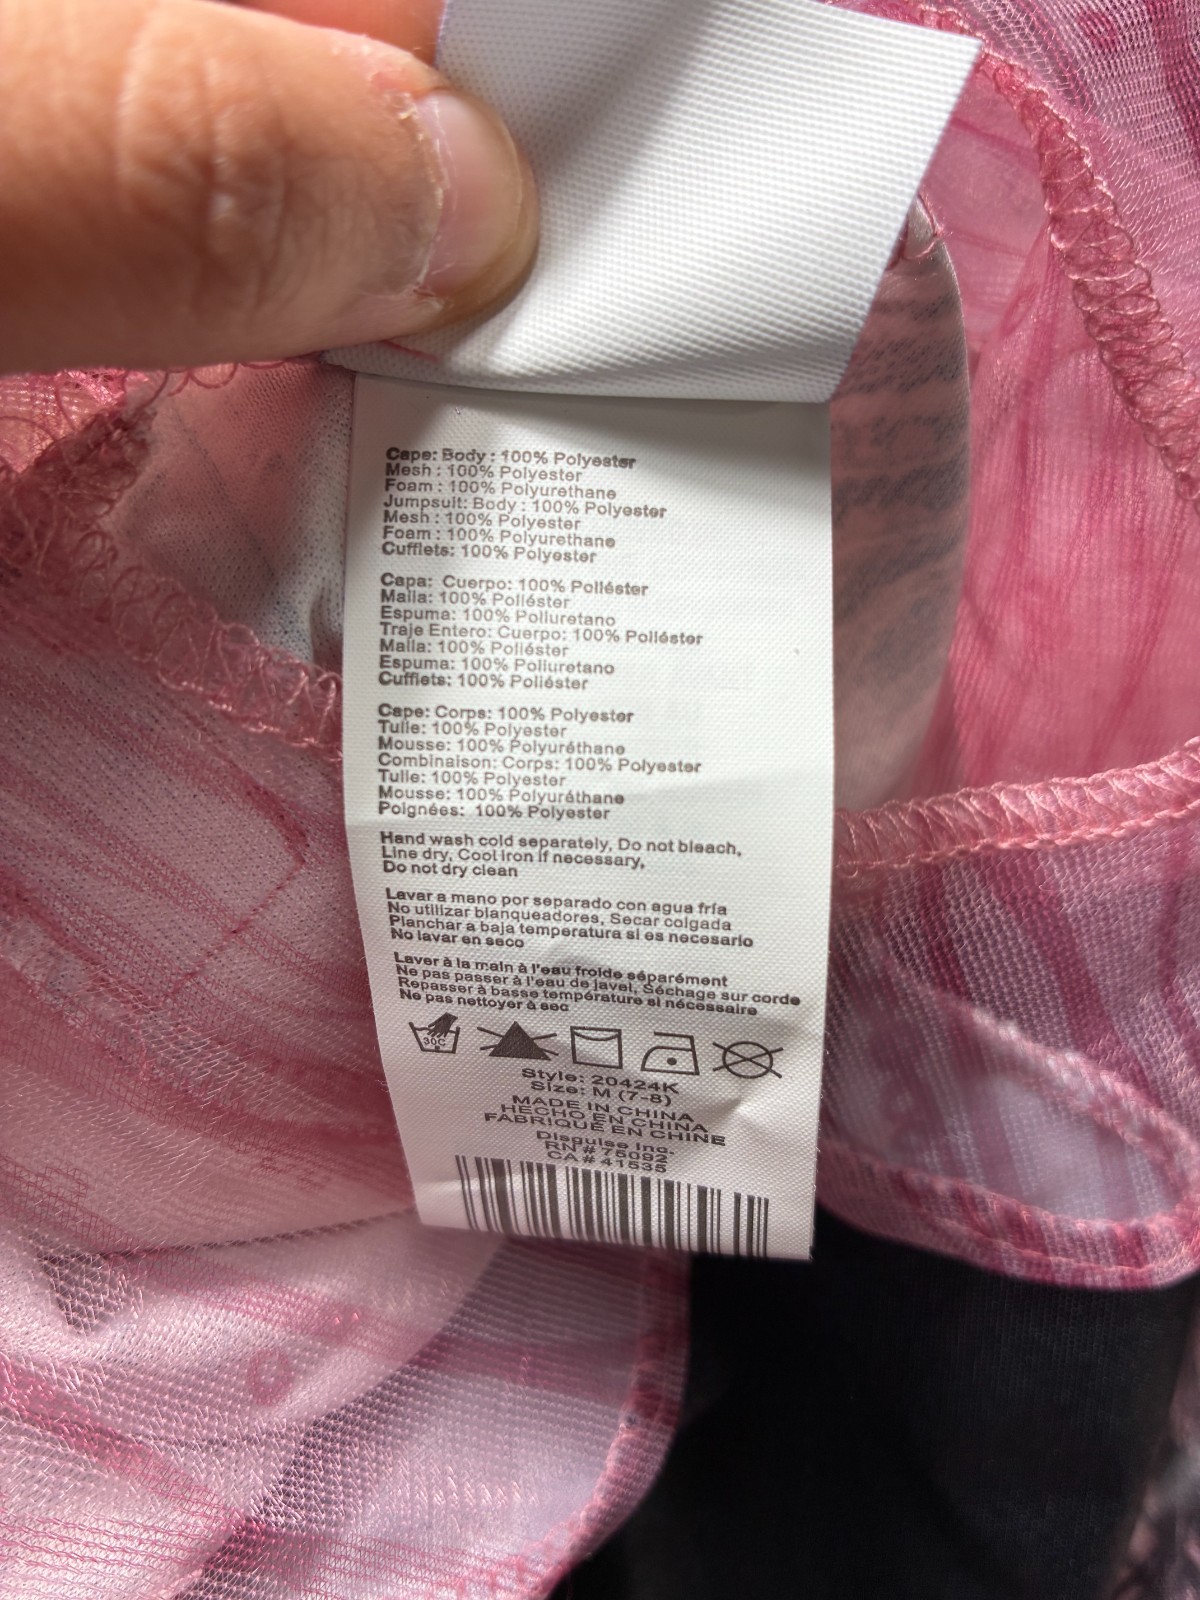 Cape: Body : 100% Polyester
Mesh : 100% Polyester
Foam : 100% Polyurethane
Jumpsuit: Body : 100% Polyester
Mesh : 100% Polyester
Foam : 100% Polyurethane
Cufflets: 100% Polyester
Capa: Cuerpo: 100% Poliéster
Malla: 100% Poliéster
Espuma: 100% Poliuretano
Traje Entero: Cuerpo: 100% Poliéster
Malla: 100% Poliéster
Espuma: 100% Poliuretano
Cufflets: 100% Poliéster
Cape: Corps: 100% Polyester
Tulle: 100% Polyester
Mousse: 100% Polyuréthane
Combinaison: Corps: 100% Polyester
Tulle: 100% Polyester
Mousse: 100% Polyuréthane
Poignées: 100% Polyester
Hand wash cold separately, Do not bleach,
Line dry, Cool iron if necessary,
Do not dry clean
Lavar a mano por separado con agua fría
No utilizar blanqueadores, Secar colgada
Planchar a baja temperatura si es necesario
No lavar en seco
Laver à la main à l'eau froide séparément
Ne pas passer à l'eau de javel, Séchage sur corde
Repasser à basse température si nécessaire
Ne pas nettoyer à sec
30C
Style: 20424K
Size: M (7-8)
MADE IN CHINA
HECHO EN CHINA
FABRIQUÉ EN CHINE
Disguise Inc.
RN # 75092
CA # 41535